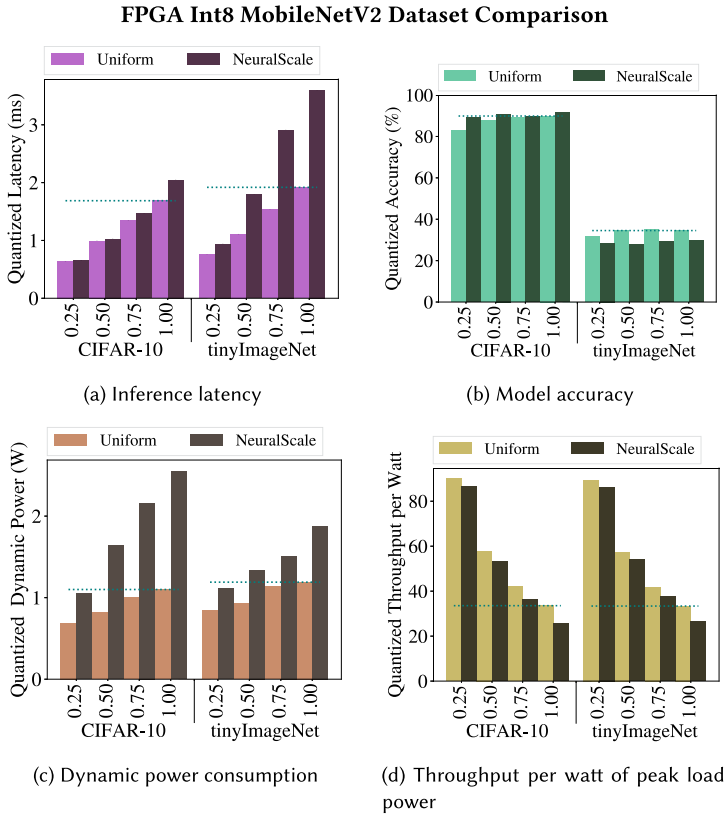 FPGA Int8 MobileNetV2 Dataset Comparison
Uniform NeuralScale
Quantized Latency (ms)
3
2
1
0
0.25 0.50 0.75 1.00 0.25 0.50 0.75 1.00
CIFAR-10 tinyImageNet
(a) Inference latency
Uniform NeuralScale
Quantized Accuracy (%)
100
80
60
40
20
0
0.25 0.50 0.75 1.00 0.25 0.50 0.75 1.00
CIFAR-10 tinyImageNet
(b) Model accuracy
Uniform NeuralScale
Quantized Dynamic Power (W)
2
1
0
0.25 0.50 0.75 1.00 0.25 0.50 0.75 1.00
CIFAR-10 tinyImageNet
(c) Dynamic power consumption
Uniform NeuralScale
Quantized Throughput per Watt
80
60
40
20
0
0.25 0.50 0.75 1.00 0.25 0.50 0.75 1.00
CIFAR-10 tinyImageNet
(d) Throughput per watt of peak load
power